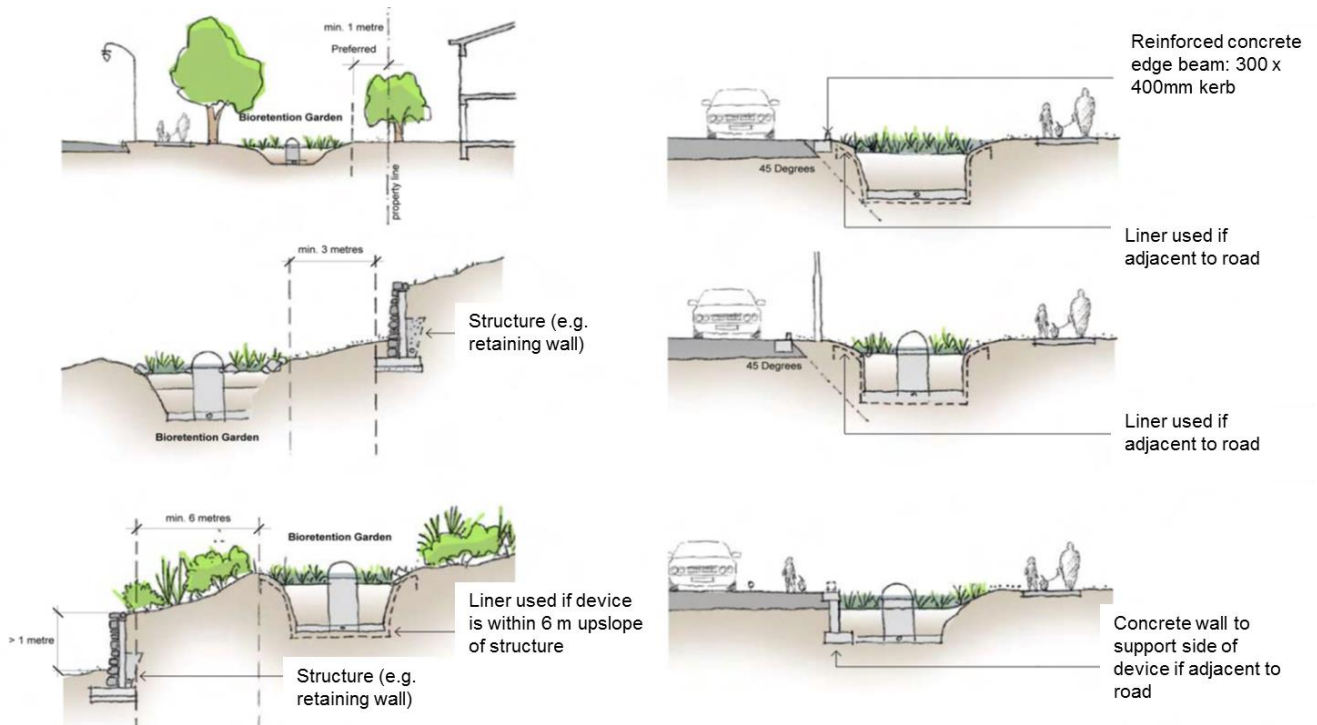 min. 1 metre
Preferred
Bioretention Garden
property line
min. 3 metres
Structure (e.g.
retaining wall)
Bioretention Garden
min. 6 metres
Bioretention Garden
> 1 metre
Liner used if device
is within 6 m upslope
of structure
Structure (e.g.
retaining wall)
Reinforced concrete
edge beam: 300 x
400mm kerb
45 Degrees
Liner used if
adjacent to road
45 Degrees
Liner used if
adjacent to road
Concrete wall to
support side of
device if adjacent to
road